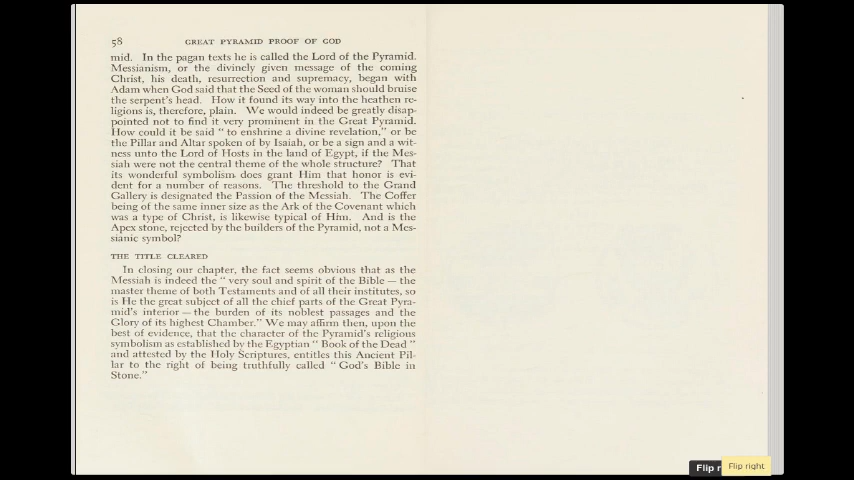 58 GREAT PYRAMID PROOF OF GOD
mid. In the pagan texts he is called the Lord of the Pyramid.
Messianism, or the divinely given message of the coming
Christ, his death, resurrection and supremacy, began with
Adam when God said that the Seed of the woman should bruise
the serpent's head. How it found its way into the heathen re-
ligions is, therefore, plain. We would indeed be greatly disap-
pointed not to find it very prominent in the Great Pyramid.
How could it be said " to enshrine a divine revelation," or be
the Pillar and Altar spoken of by Isaiah, or be a sign and a wit-
ness unto the Lord of Hosts in the land of Egypt, if the Mes-
siah were not the central theme of the whole structure? That
its wonderful symbolism does grant Him that honor is evi-
dent for a number of reasons. The threshold to the Grand
Gallery is designated the Passion of the Messiah. The Coffer
being of the same inner size as the Ark of the Covenant which
was a type of Christ, is likewise typical of Him. And is the
Apex stone, rejected by the builders of the Pyramid, not a Mes-
sianic symbol?
THE TITLE CLEARED
In closing our chapter, the fact seems obvious that as the
Messiah is indeed the " very soul and spirit of the Bible — the
master theme of both Testaments and of all their institutes, so
is He the great subject of all the chief parts of the Great Pyra-
mid's interior — the burden of its noblest passages and the
Glory of its highest Chamber." We may affirm then, upon the
best of evidence, that the character of the Pyramid's religious
symbolism as established by the Egyptian " Book of the Dead "
and attested by the Holy Scriptures, entitles this Ancient Pil-
lar to the right of being truthfully called " God's Bible in
Stone."
Flip r Flip right